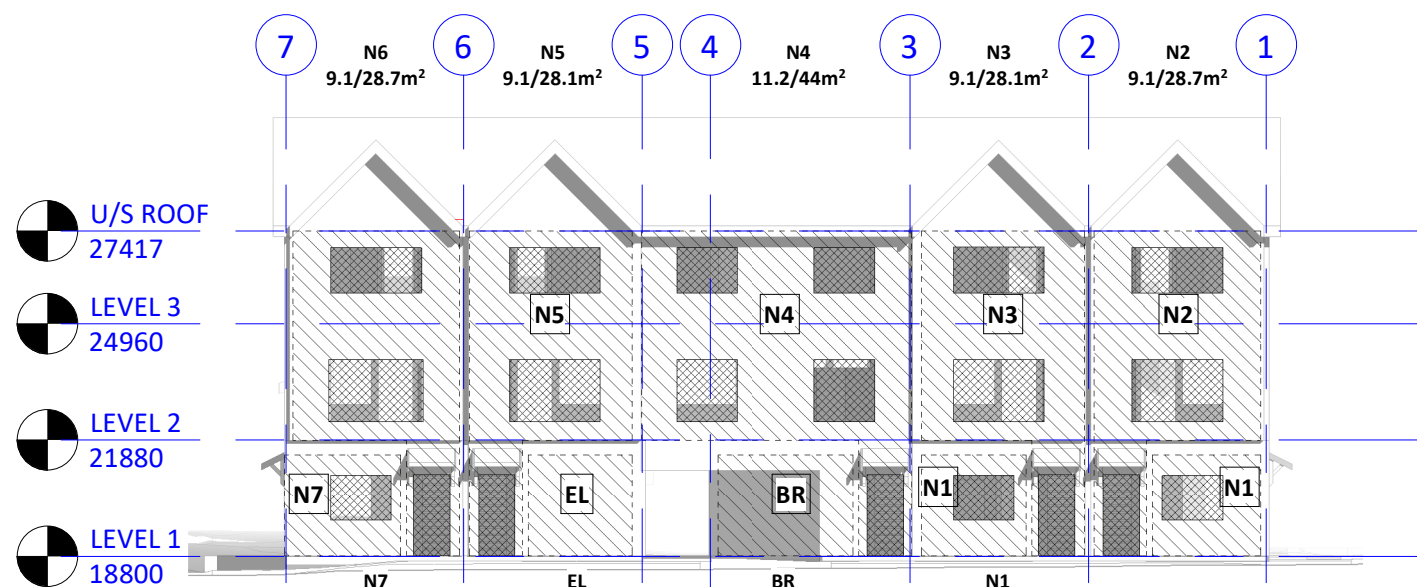 7
6
5
4
3
2
1
N6
9.1/28.7m²
N5
9.1/28.1m²
N4
11.2/44m²
N3
9.1/28.1m²
N2
9.1/28.7m²
U/S ROOF
27417
LEVEL 3
24960
LEVEL 2
21880
LEVEL 1
18800
N5
N4
N3
N2
N7
EL
BR
N1
N1
N7
EL
BR
N1